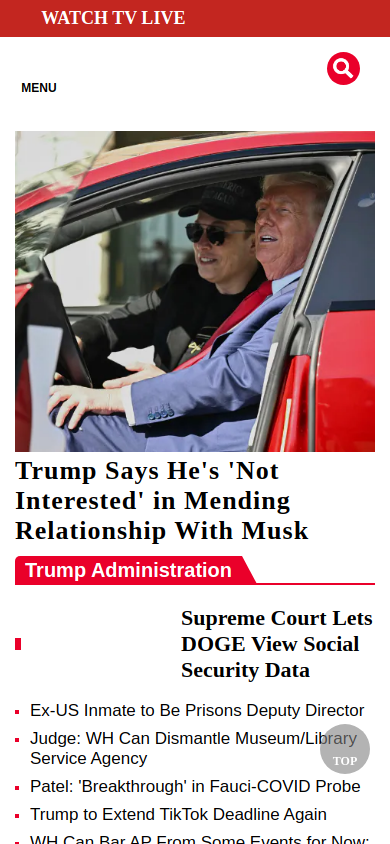 WATCH TV LIVE
MENU
Trump Says He's 'Not
Interested' in Mending
Relationship With Musk
Trump Administration
Supreme Court Lets
DOGE View Social
Security Data
Ex-US Inmate to Be Prisons Deputy Director
Judge: WH Can Dismantle Museum/Library
Service Agency
TOP
Patel: 'Breakthrough' in Fauci-COVID Probe
Trump to Extend TikTok Deadline Again
WH Can Bar AP From Some Events for Now: